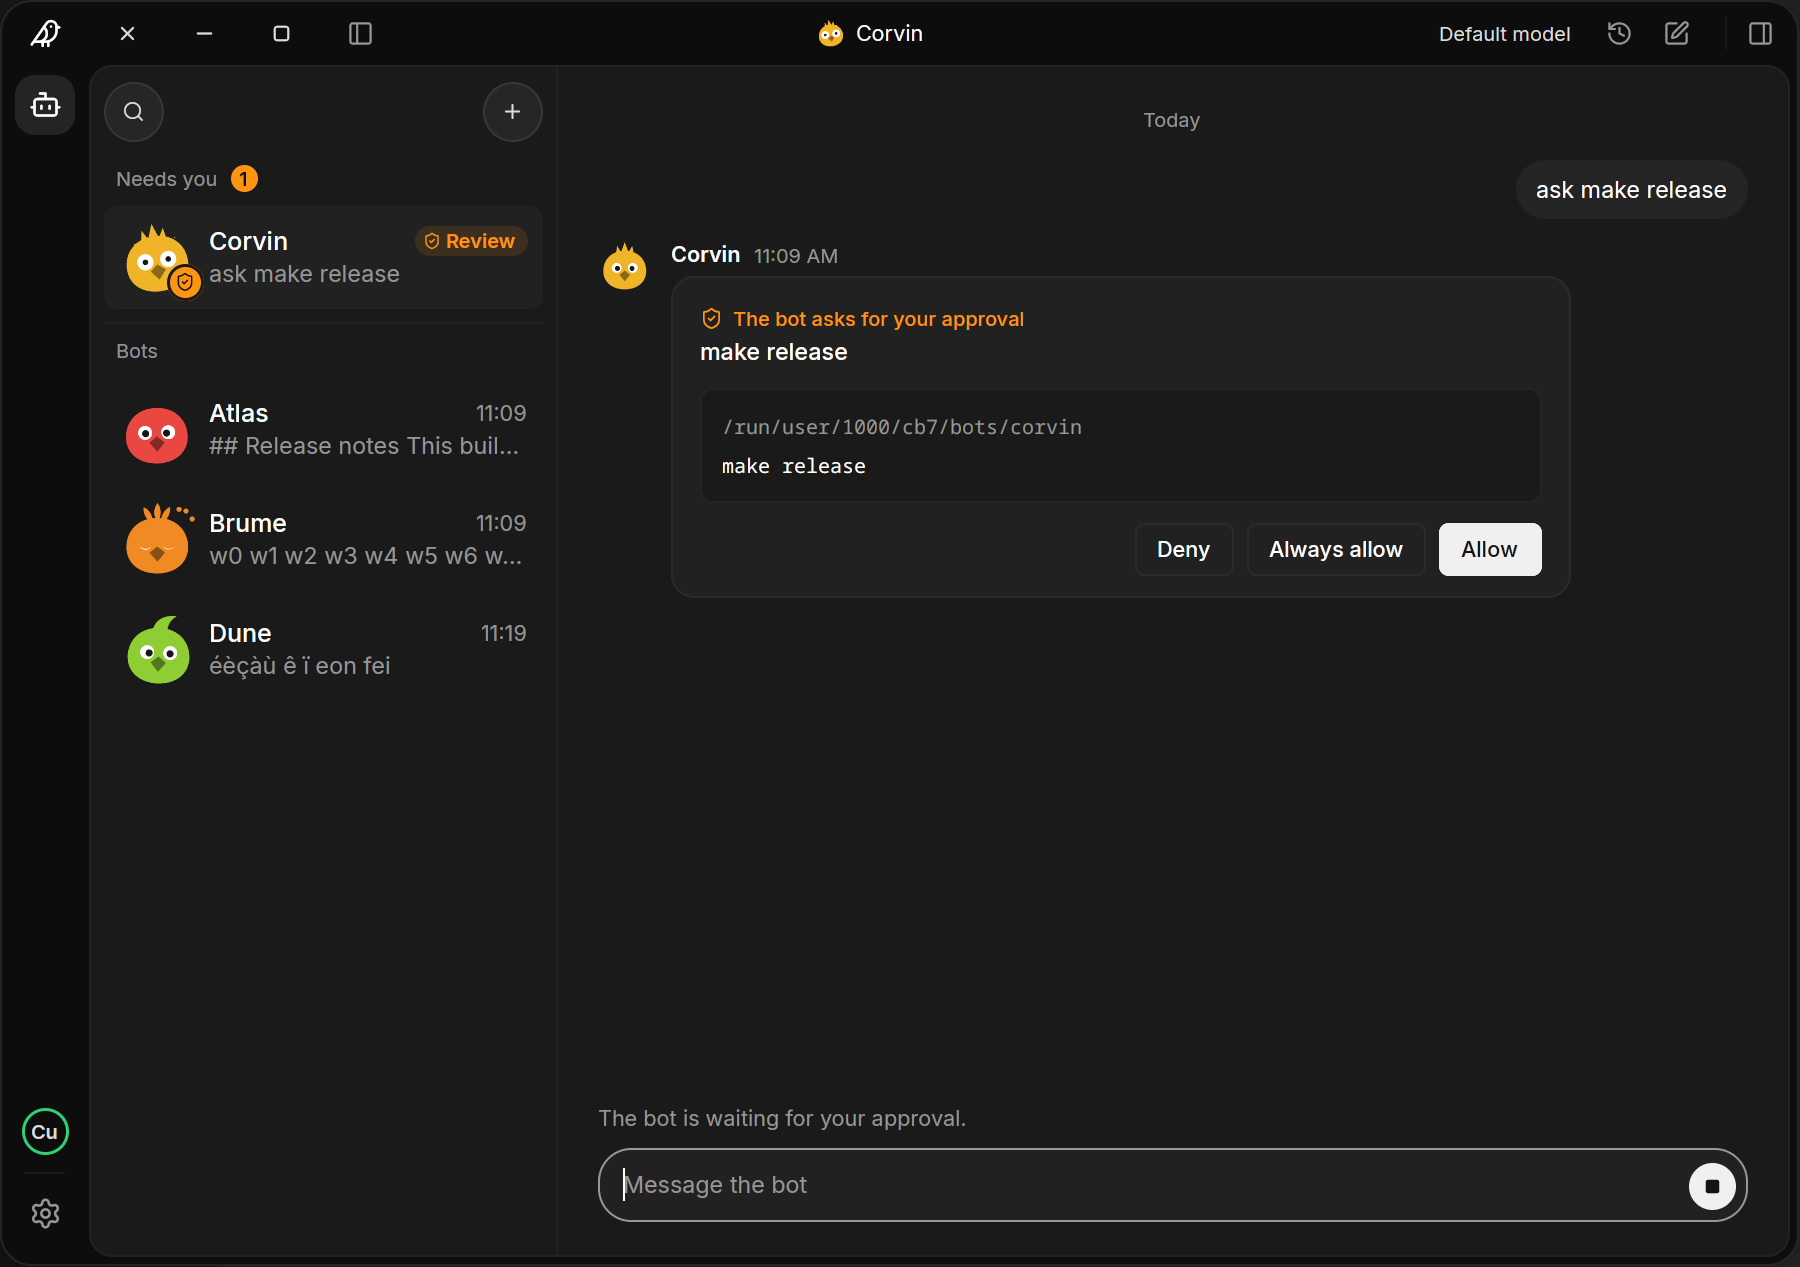 Corvin
Default model
Needs you 1
Corvin
Review
ask make release
Bots
Atlas
11:09
## Release notes This buil...
Brume
11:09
w0 w1 w2 w3 w4 w5 w6 w...
Dune
11:19
éèçàù ê ï eon fei
Cu
Today
ask make release
Corvin 11:09 AM
The bot asks for your approval
make release
/run/user/1000/cb7/bots/corvin
make release
Deny
Always allow
Allow
The bot is waiting for your approval.
Message the bot